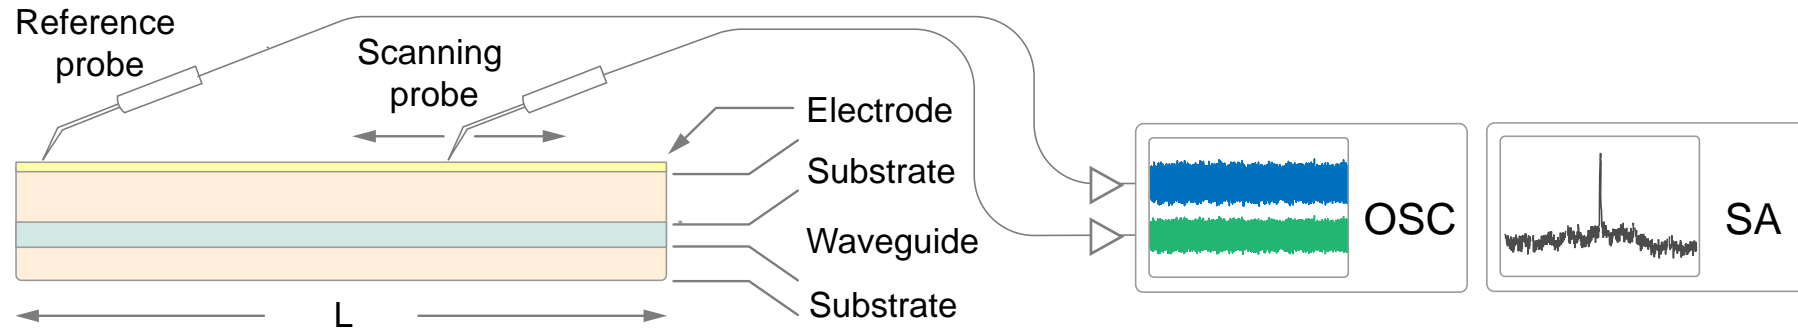 Reference
probe
Scanning
probe
Electrode
Substrate
Waveguide
Substrate
L
OSC
SA